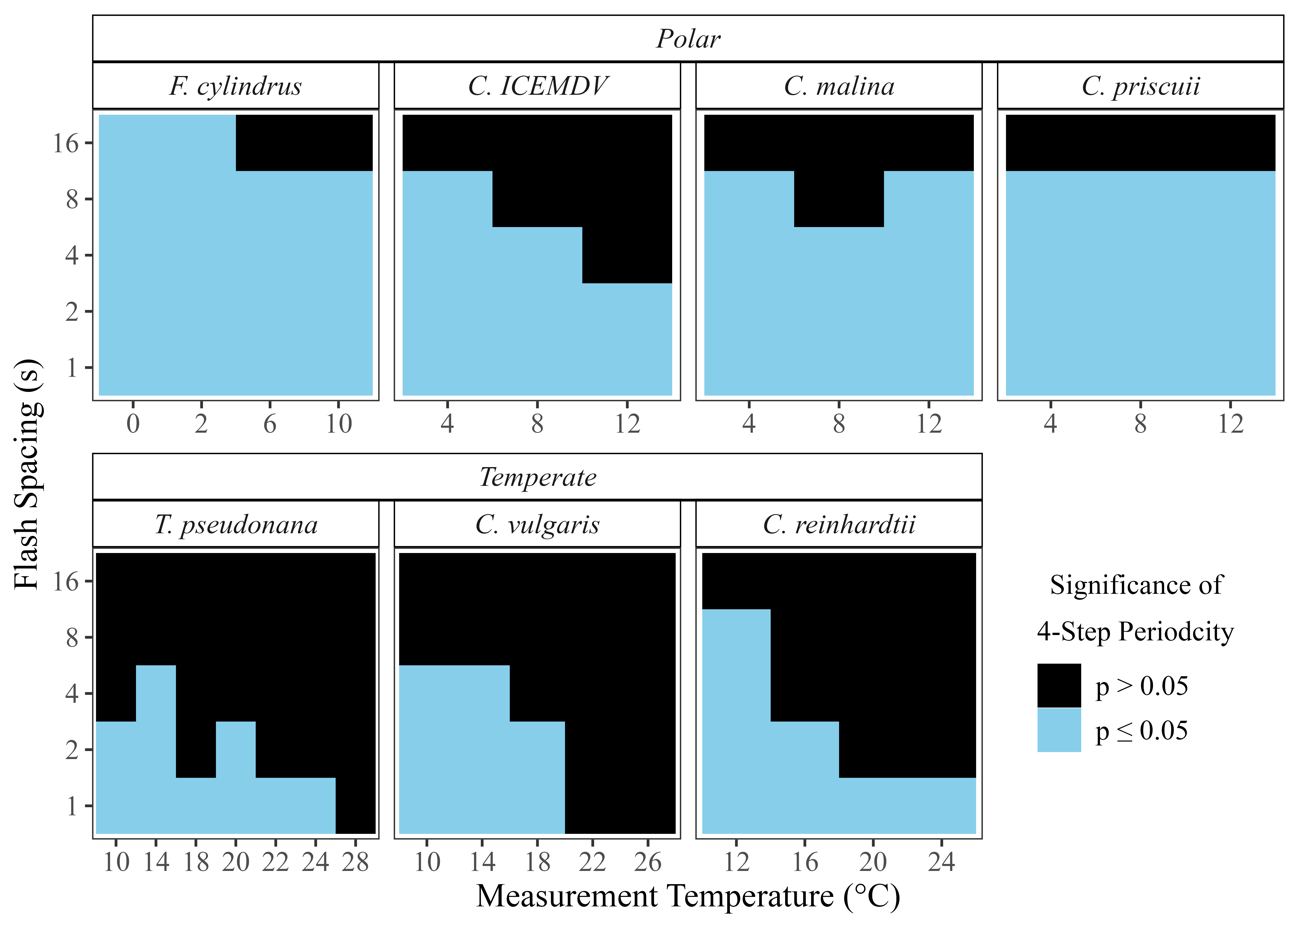 Polar
F. cylindrus C. ICEMDV C. malina C. priscuii
16
8
4
2
1
0 2 6 10 4 8 12 4 8 12 4 8 12
Flash Spacing (s)
Temperate
T. pseudonana C. vulgaris C. reinhardtii
16
8
4
2
1
10 14 18 20 22 24 28 10 14 18 22 26 12 16 20 24
Measurement Temperature (°C)
Significance of
4-Step Periodcity
p > 0.05
p ≤ 0.05